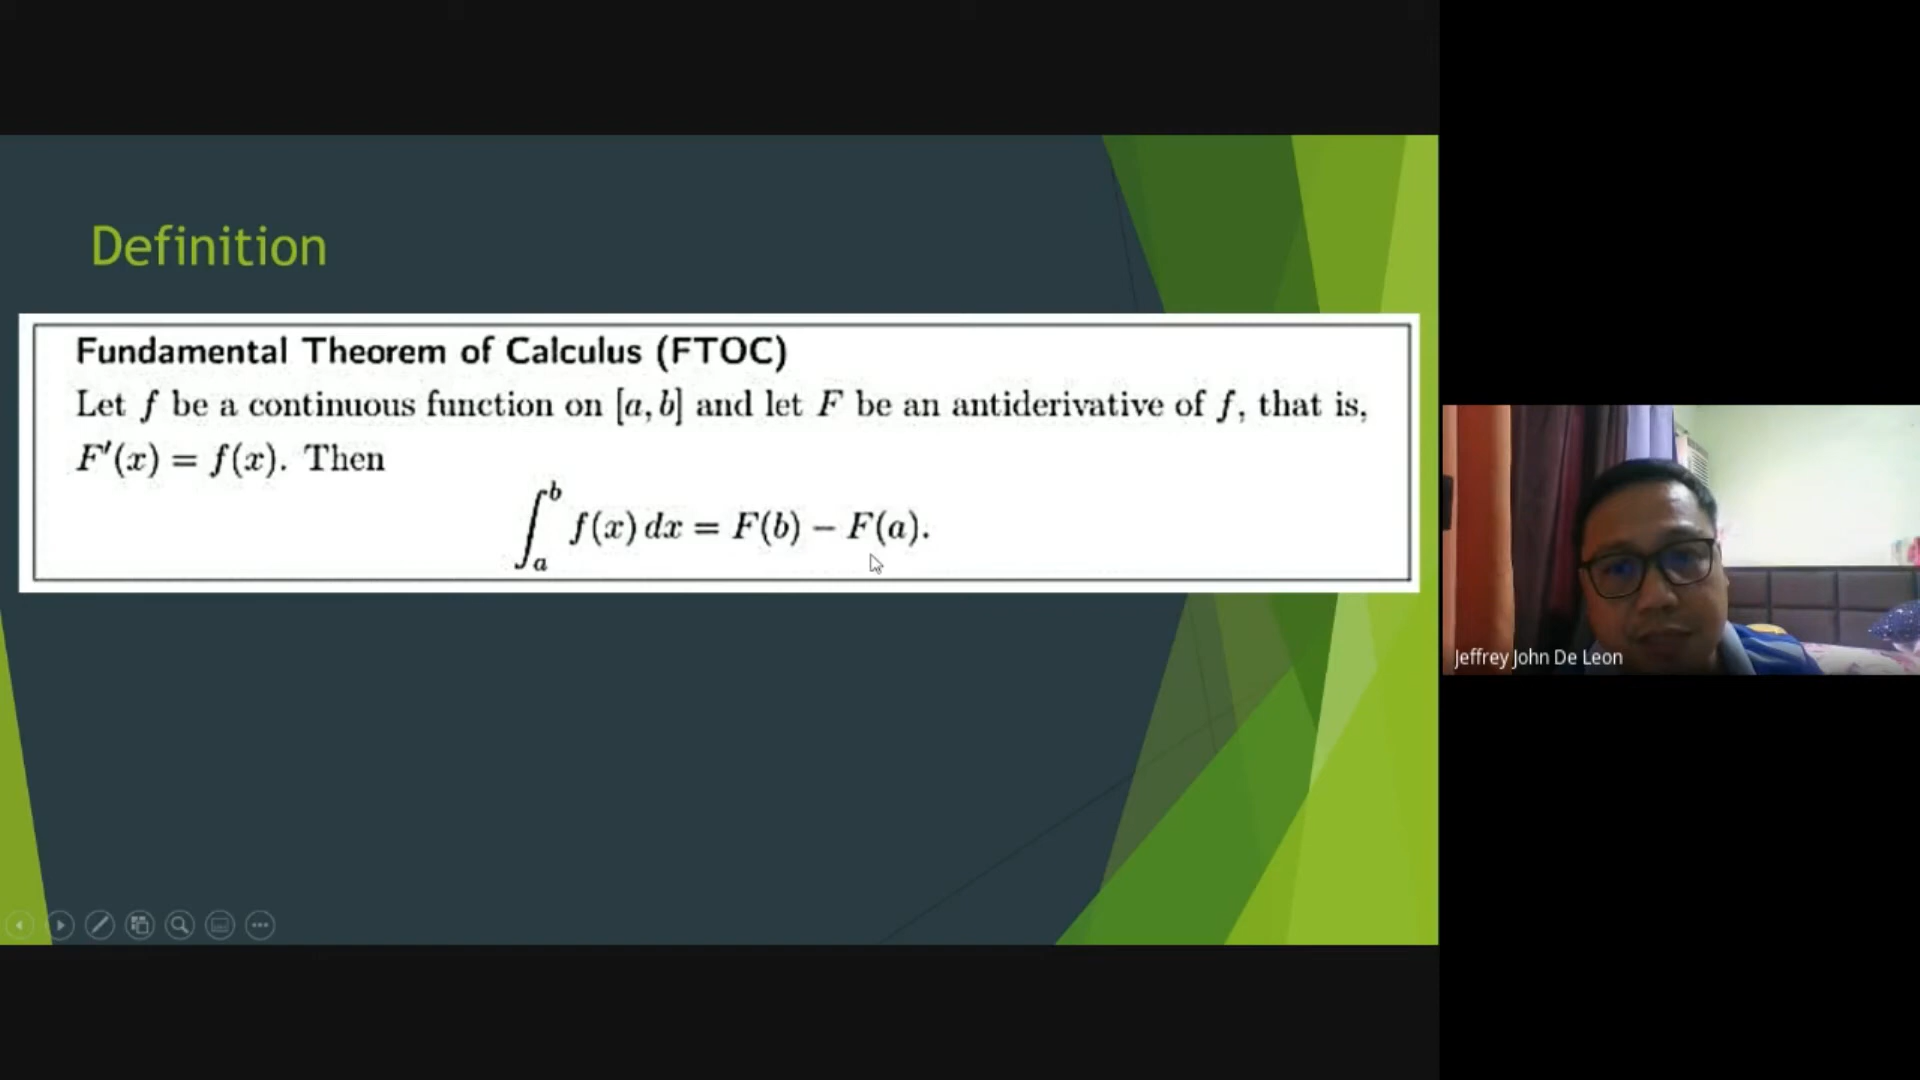 Definition
Fundamental Theorem of Calculus (FTOC)
Let f be a continuous function on [a, b] and let F be an antiderivative of f, that is,
F′(x) = f(x). Then
∫_a^b f(x) dx = F(b) − F(a).
Jeffrey John De Leon